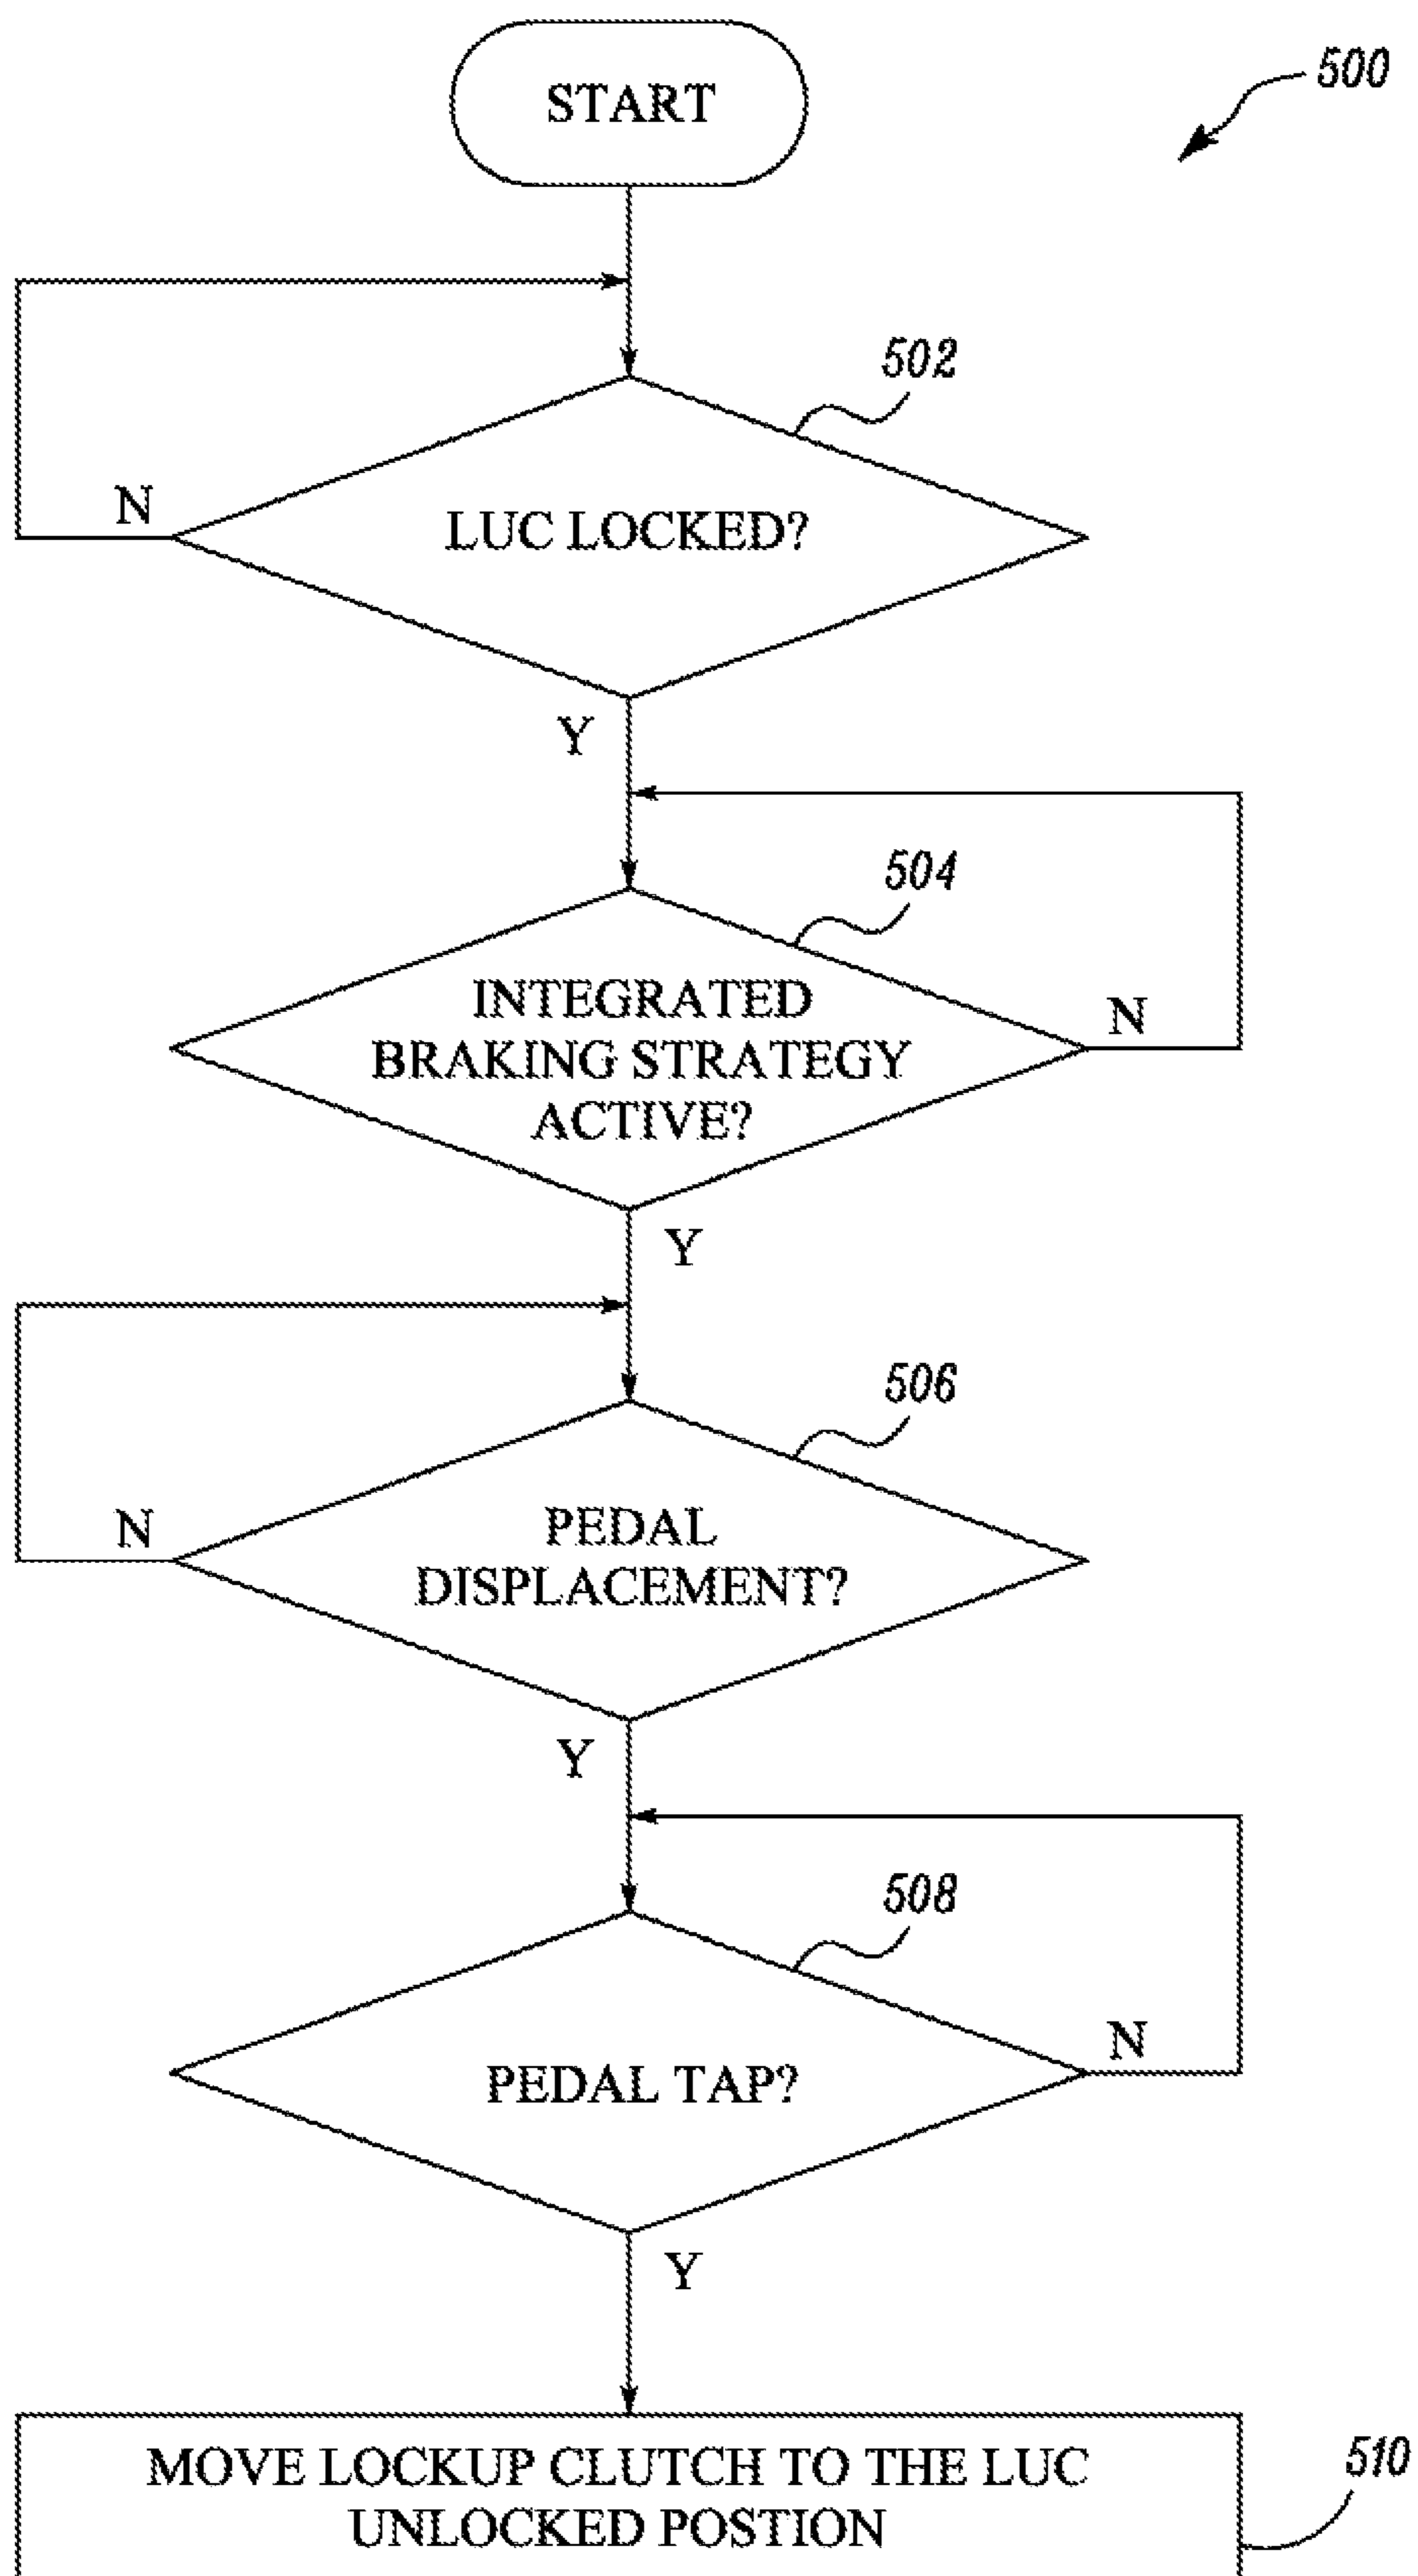 START
500
502
N
LUC LOCKED?
Y
504
INTEGRATED
BRAKING STRATEGY
ACTIVE?
N
Y
506
N
PEDAL
DISPLACEMENT?
Y
508
N
PEDAL TAP?
Y
MOVE LOCKUP CLUTCH TO THE LUC
UNLOCKED POSTION
510